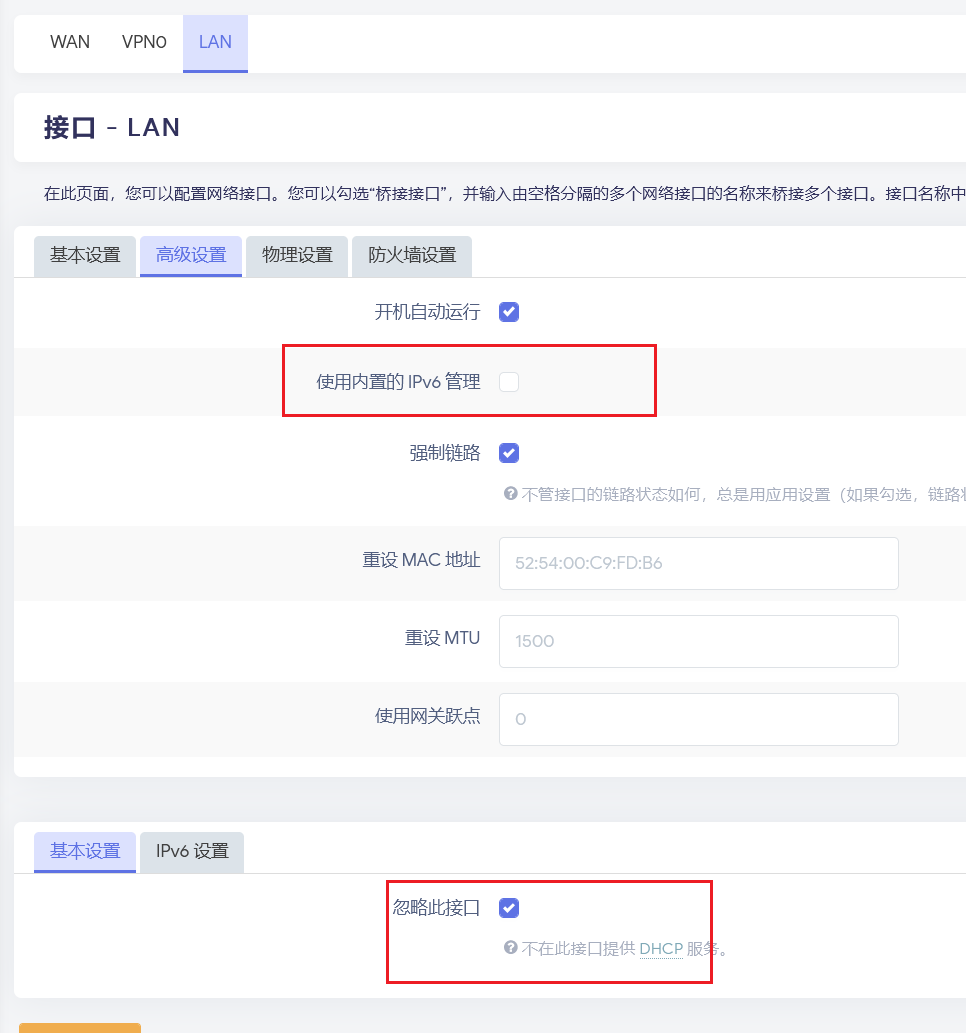 WAN VPN0 LAN
接口 - LAN
在此页面，您可以配置网络接口。您可以勾选“桥接接口”，并输入由空格分隔的多个网络接口的名称来桥接多个接口。接口名称中
基本设置 高级设置 物理设置 防火墙设置
开机自动运行
使用内置的 IPv6 管理
强制链路
不管接口的链路状态如何，总是用应用设置（如果勾选，链路状
重设 MAC 地址 52:54:00:C9:FD:B6
重设 MTU 1500
使用网关跃点 0
基本设置 IPv6 设置
忽略此接口
不在此接口提供 DHCP 服务。